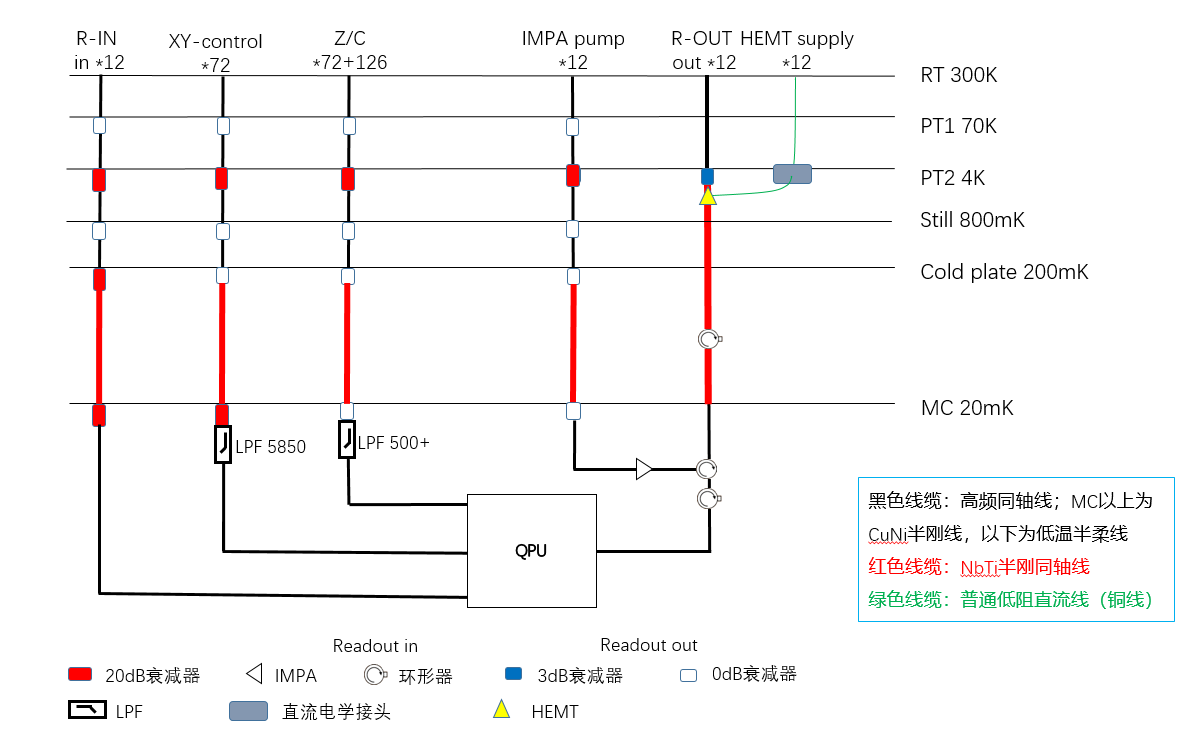 R-IN
in *12
XY-control
*72
Z/C
*72+126
IMPA pump
*12
R-OUT
out *12
HEMT supply
*12
RT 300K
PT1 70K
PT2 4K
Still 800mK
Cold plate 200mK
MC 20mK
LPF 5850
LPF 500+
QPU
黑色线缆：高频同轴线；MC以上为
CuNi半刚线，以下为低温半柔线
红色线缆：NbTi半刚同轴线
绿色线缆：普通低阻直流线（铜线）
Readout in
Readout out
20dB衰减器
IMPA
环形器
3dB衰减器
0dB衰减器
LPF
直流电学接头
HEMT